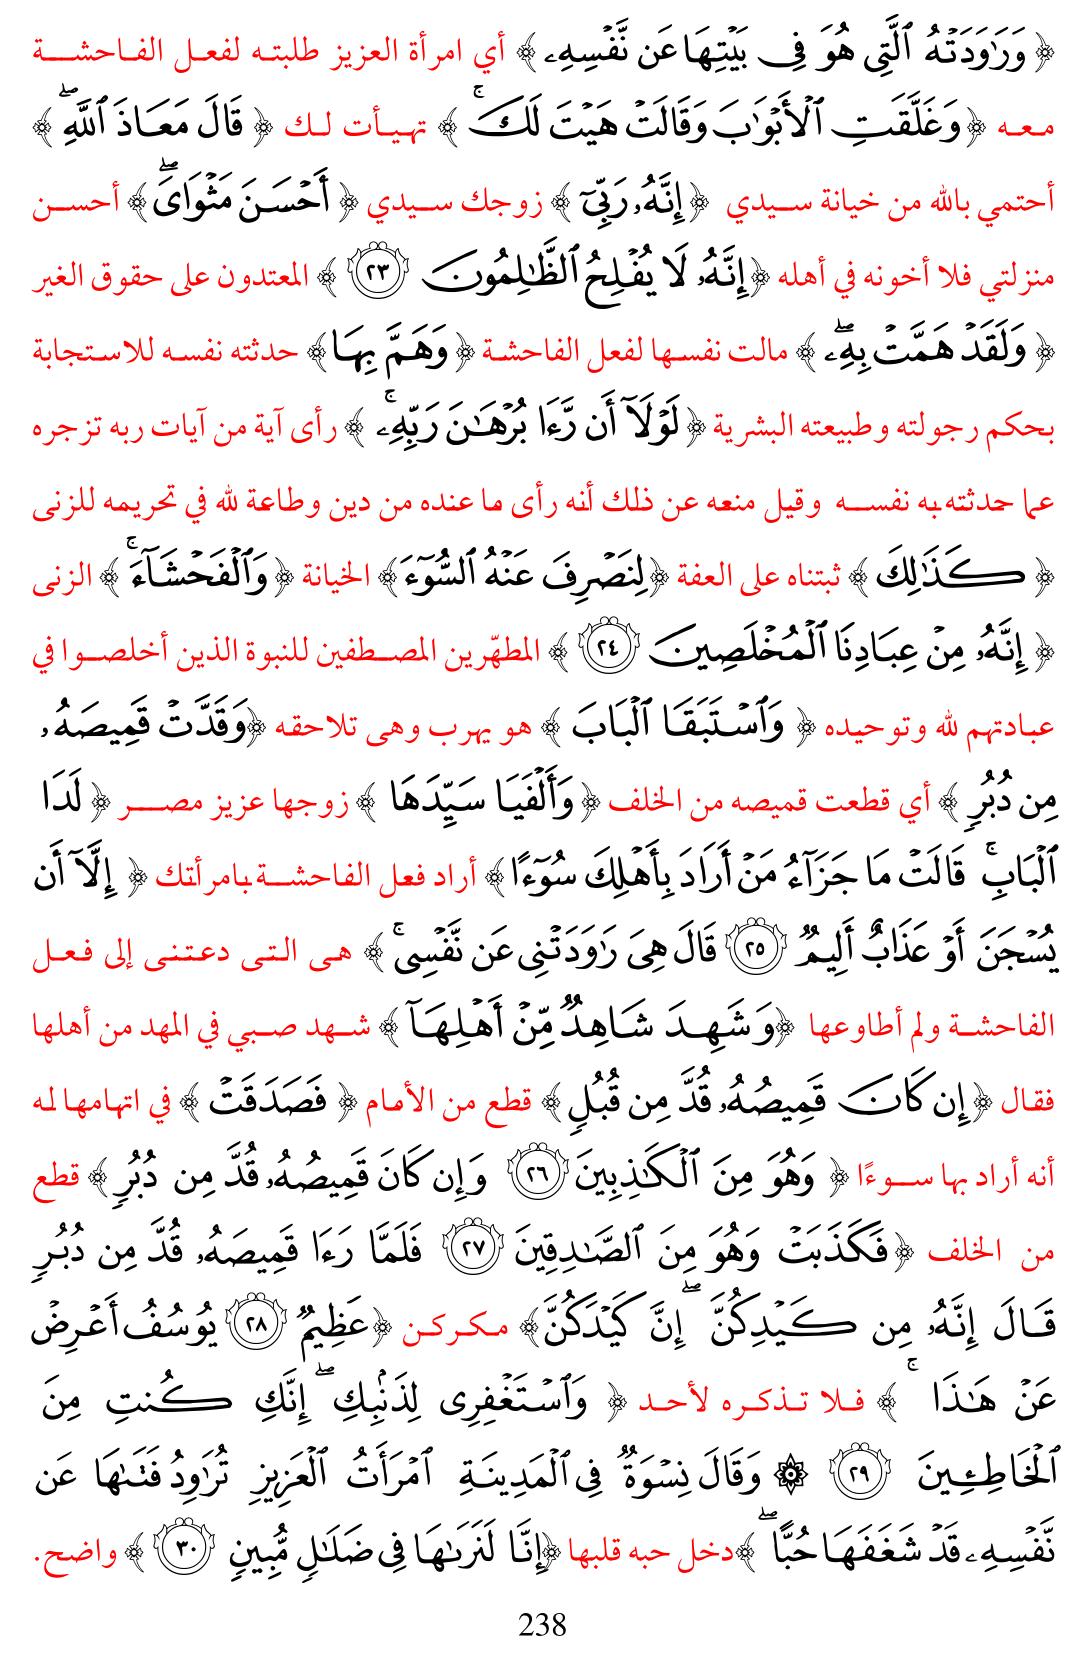 ﴿ وَرَٰوَدَتْهُ ٱلَّتِى هُوَ فِى بَيْتِهَا عَن نَّفْسِهِۦ ﴾ أي امرأة العزيز طلبته لفعل الفاحشة
معه ﴿ وَغَلَّقَتِ ٱلْأَبْوَٰبَ وَقَالَتْ هَيْتَ لَكَ ۚ ﴾ تهيأت لك ﴿ قَالَ مَعَاذَ ٱللَّهِ ۖ ﴾
أحتمي بالله من خيانة سيدي ﴿ إِنَّهُۥ رَبِّىٓ ﴾ زوجك سيدي ﴿ أَحْسَنَ مَثْوَاىَ ۖ ﴾ أحسن
منزلتي فلا أخونه في أهله ﴿ إِنَّهُۥ لَا يُفْلِحُ ٱلظَّٰلِمُونَ ٢٣ ﴾ المعتدون على حقوق الغير
﴿ وَلَقَدْ هَمَّتْ بِهِۦ ۖ ﴾ مالت نفسها لفعل الفاحشة ﴿ وَهَمَّ بِهَا ﴾ حدثته نفسه للاستجابة
بحكم رجولته وطبيعته البشرية ﴿ لَوْلَآ أَن رَّءَا بُرْهَٰنَ رَبِّهِۦ ۚ ﴾ رأى آية من آيات ربه تزجره
عما حدثته به نفسه وقيل منعه عن ذلك أنه رأى ما عنده من دين وطاعة لله في تحريمه للزنى
﴿ كَذَٰلِكَ ﴾ ثبتناه على العفة ﴿ لِنَصْرِفَ عَنْهُ ٱلسُّوٓءَ ﴾ الخيانة ﴿ وَٱلْفَحْشَآءَ ۚ ﴾ الزنى
﴿ إِنَّهُۥ مِنْ عِبَادِنَا ٱلْمُخْلَصِينَ ٢٤ ﴾ المطهّرين المصطفين للنبوة الذين أخلصوا في
عبادتهم لله وتوحيده ﴿ وَٱسْتَبَقَا ٱلْبَابَ ﴾ هو يهرب وهى تلاحقه ﴿ وَقَدَّتْ قَمِيصَهُۥ
مِن دُبُرٍ ﴾ أي قطعت قميصه من الخلف ﴿ وَأَلْفَيَا سَيِّدَهَا ﴾ زوجها عزيز مصر ﴿ لَدَا
ٱلْبَابِ ۚ قَالَتْ مَا جَزَآءُ مَنْ أَرَادَ بِأَهْلِكَ سُوٓءًا ﴾ أراد فعل الفاحشة بامرأتك ﴿ إِلَّآ أَن
يُسْجَنَ أَوْ عَذَابٌ أَلِيمٌ ٢٥ قَالَ هِىَ رَٰوَدَتْنِى عَن نَّفْسِى ۚ ﴾ هى التى دعتنى إلى فعل
الفاحشة ولم أطاوعها ﴿ وَشَهِدَ شَاهِدٌ مِّنْ أَهْلِهَآ ﴾ شهد صبي في المهد من أهلها
فقال ﴿ إِن كَانَ قَمِيصُهُۥ قُدَّ مِن قُبُلٍ ﴾ قطع من الأمام ﴿ فَصَدَقَتْ ﴾ في اتهامها له
أنه أراد بها سوءًا ﴿ وَهُوَ مِنَ ٱلْكَٰذِبِينَ ٢٦ وَإِن كَانَ قَمِيصُهُۥ قُدَّ مِن دُبُرٍ ﴾ قطع
من الخلف ﴿ فَكَذَبَتْ وَهُوَ مِنَ ٱلصَّٰدِقِينَ ٢٧ فَلَمَّا رَءَا قَمِيصَهُۥ قُدَّ مِن دُبُرٍ
قَالَ إِنَّهُۥ مِن كَيْدِكُنَّ ۖ إِنَّ كَيْدَكُنَّ ﴾ مكركن ﴿ عَظِيمٌ ٢٨ يُوسُفُ أَعْرِضْ
عَنْ هَٰذَا ۚ ﴾ فلا تذكره لأحد ﴿ وَٱسْتَغْفِرِى لِذَنۢبِكِ ۖ إِنَّكِ كُنتِ مِنَ
ٱلْخَاطِـِٔينَ ٢٩ ۞ وَقَالَ نِسْوَةٌ فِى ٱلْمَدِينَةِ ٱمْرَأَتُ ٱلْعَزِيزِ تُرَٰوِدُ فَتَىٰهَا عَن
نَّفْسِهِۦ قَدْ شَغَفَهَا حُبًّا ۖ ﴾ دخل حبه قلبها ﴿ إِنَّا لَنَرَىٰهَا فِى ضَلَٰلٍ مُّبِينٍ ٣٠ ﴾ واضح.
238